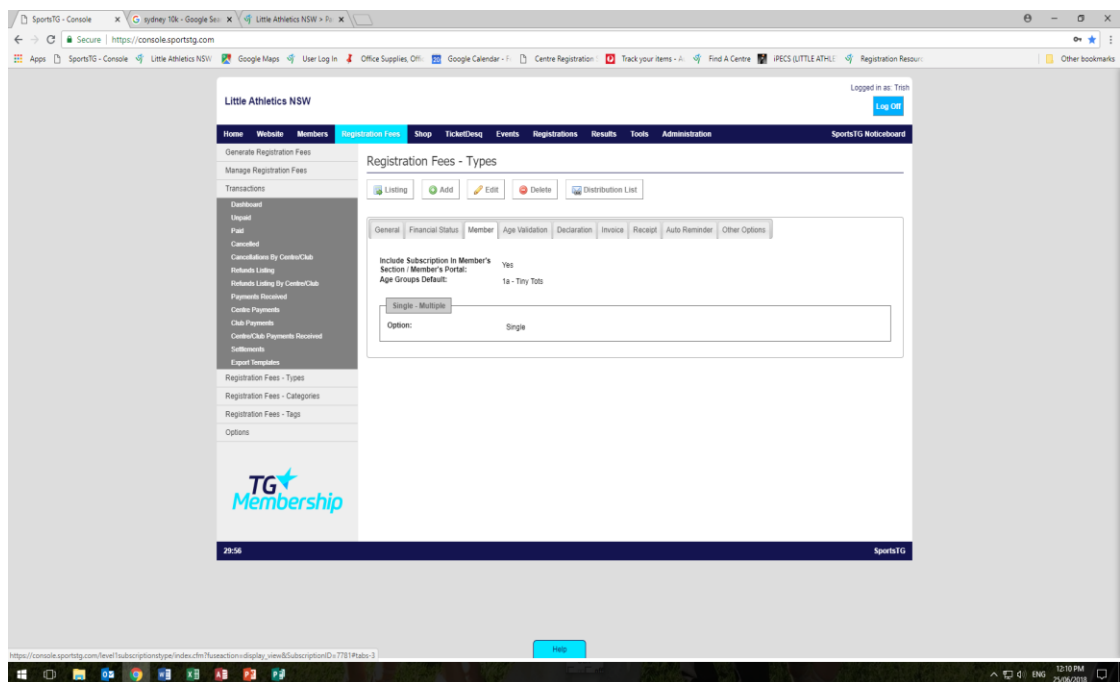 SportsTG - Console
sydney 10k - Google Sea
Little Athletics NSW > Pa
Secure | https://console.sportstg.com
Apps SportsTG - Console Little Athletics NSW Google Maps User Log In Office Supplies, Offi Google Calendar - F Centre Registration Track your items - A Find A Centre iPECS (LITTLE ATHLE Registration Resourc Other bookmarks
Logged in as: Trish
Little Athletics NSW
Log Off
Home Website Members Registration Fees Shop TicketDesq Events Registrations Results Tools Administration SportsTG Noticeboard
Generate Registration Fees
Manage Registration Fees
Transactions
Dashboard
Unpaid
Paid
Cancelled
Cancellations By Centre/Club
Refunds Listing
Refunds Listing By Centre/Club
Payments Received
Centre Payments
Club Payments
Centre/Club Payments Received
Settlements
Export Templates
Registration Fees - Types
Registration Fees - Categories
Registration Fees - Tags
Options
TG
Membership
Registration Fees - Types
Listing Add Edit Delete Distribution List
General Financial Status Member Age Validation Declaration Invoice Receipt Auto Reminder Other Options
Include Subscription In Member's
Section / Member's Portal: Yes
Age Groups Default: 1a - Tiny Tots
Single - Multiple
Option: Single
29:56 SportsTG
Help
https://console.sportstg.com/level1subscriptionstype/index.cfm?fuseaction=display_view&SubscriptionID=7781#tabs-3
ENG 12:10 PM
25/06/2018